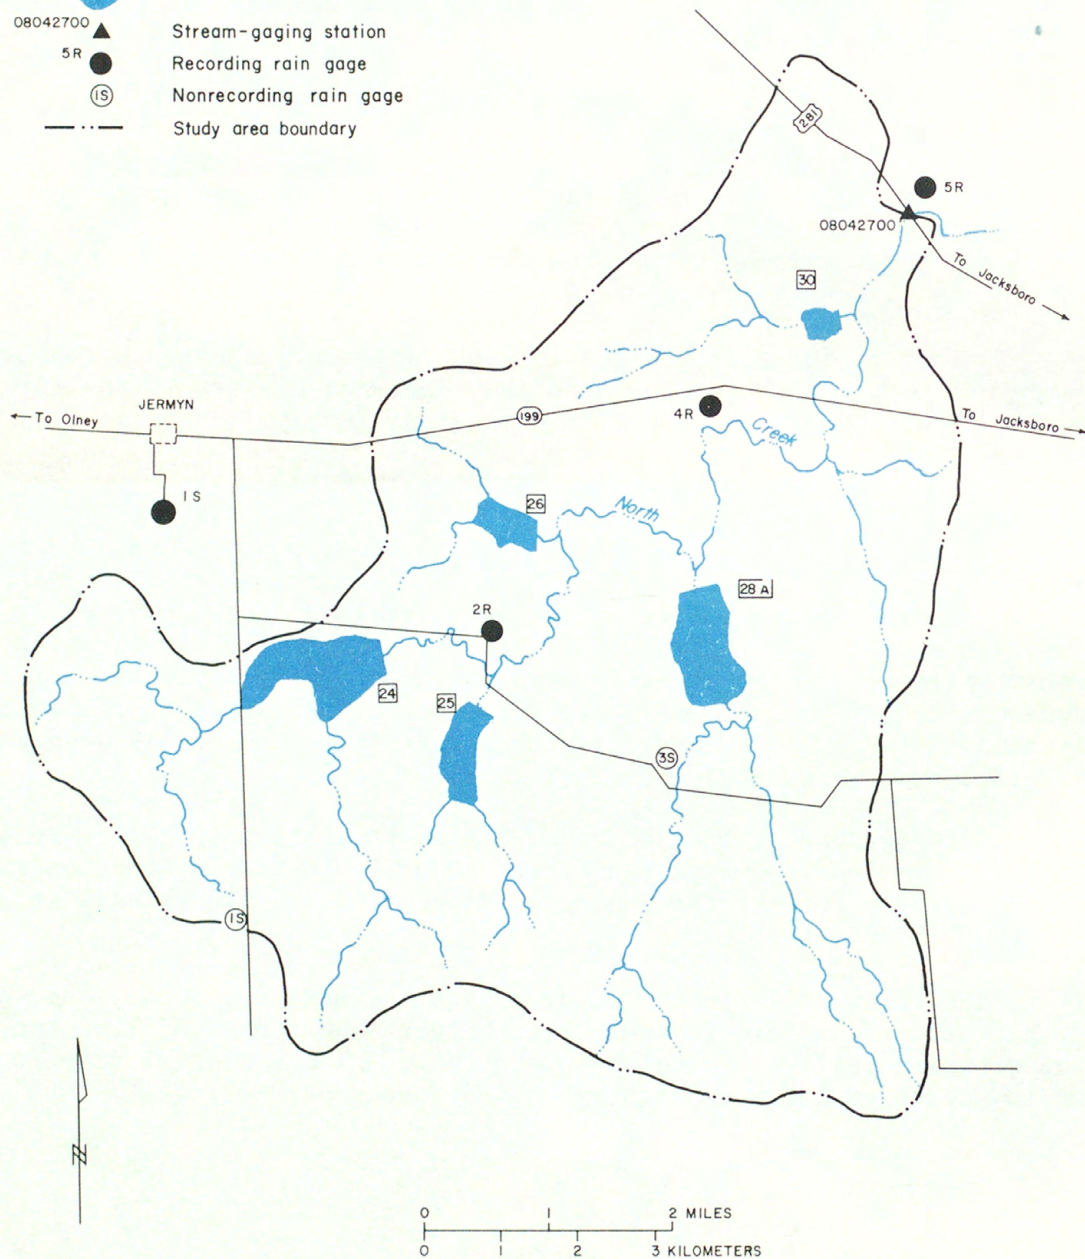 08042700 Stream-gaging station
5R Recording rain gage
1S Nonrecording rain gage
Study area boundary
281
5R
08042700
To Jacksboro
30
JERMYN
To Olney
199
4R
Creek
To Jacksboro
1S
26
North
28 A
2R
24
25
3S
1S
N
0 1 2 MILES
0 1 2 3 KILOMETERS